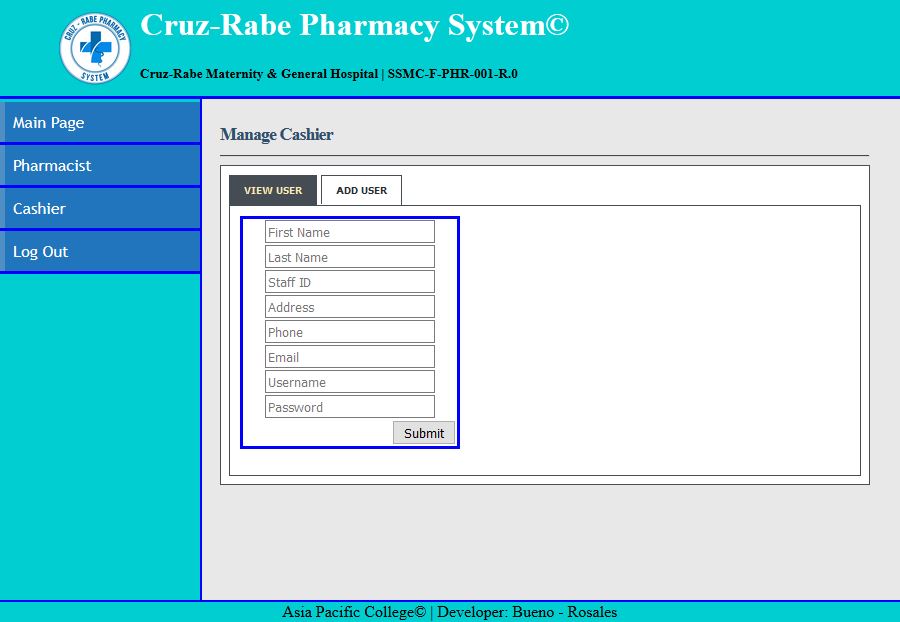 CRUZ - RABE PHARMACY
SYSTEM
Cruz-Rabe Pharmacy System©
Cruz-Rabe Maternity & General Hospital | SSMC-F-PHR-001-R.0
Main Page
Pharmacist
Cashier
Log Out
Manage Cashier
VIEW USER
ADD USER
First Name
Last Name
Staff ID
Address
Phone
Email
Username
Password
Submit
Asia Pacific College© | Developer: Bueno - Rosales